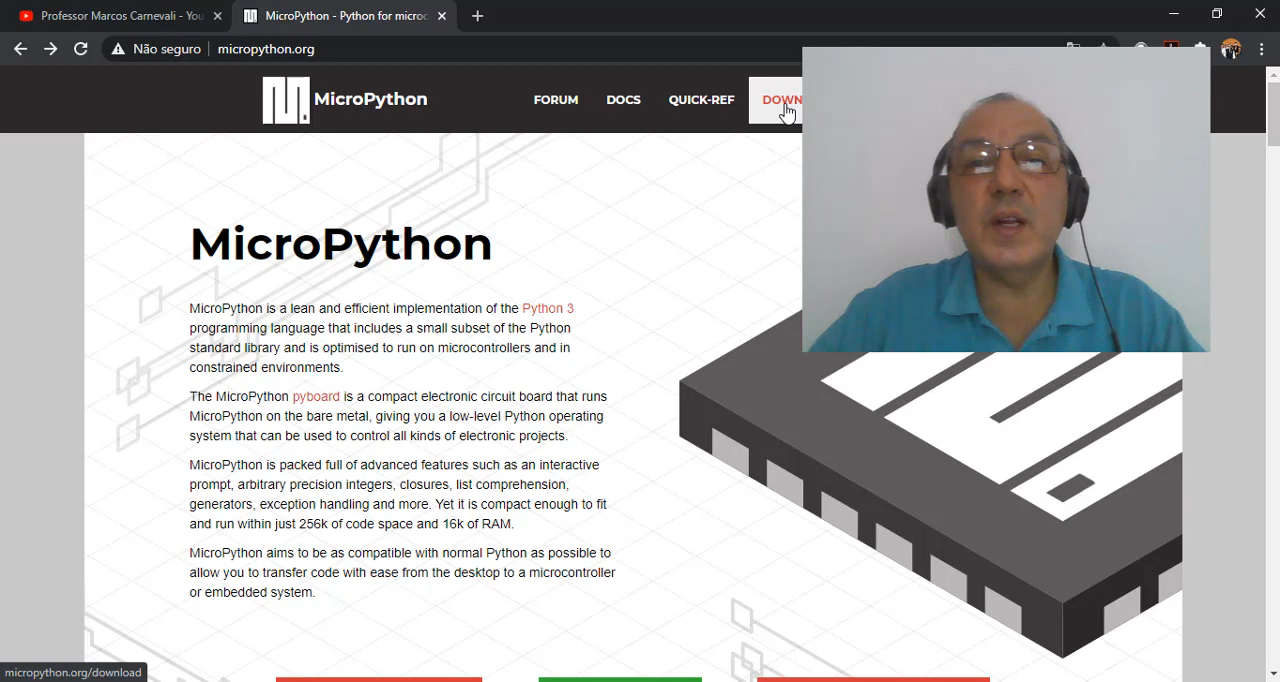 Professor Marcos Carnevali - You
MicroPython - Python for microc
Não seguro
micropython.org
MicroPython
FORUM
DOCS
QUICK-REF
DOWN
MicroPython
MicroPython is a lean and efficient implementation of the Python 3
programming language that includes a small subset of the Python
standard library and is optimised to run on microcontrollers and in
constrained environments.
The MicroPython pyboard is a compact electronic circuit board that runs
MicroPython on the bare metal, giving you a low-level Python operating
system that can be used to control all kinds of electronic projects.
MicroPython is packed full of advanced features such as an interactive
prompt, arbitrary precision integers, closures, list comprehension,
generators, exception handling and more. Yet it is compact enough to fit
and run within just 256k of code space and 16k of RAM.
MicroPython aims to be as compatible with normal Python as possible to
allow you to transfer code with ease from the desktop to a microcontroller
or embedded system.
micropython.org/download